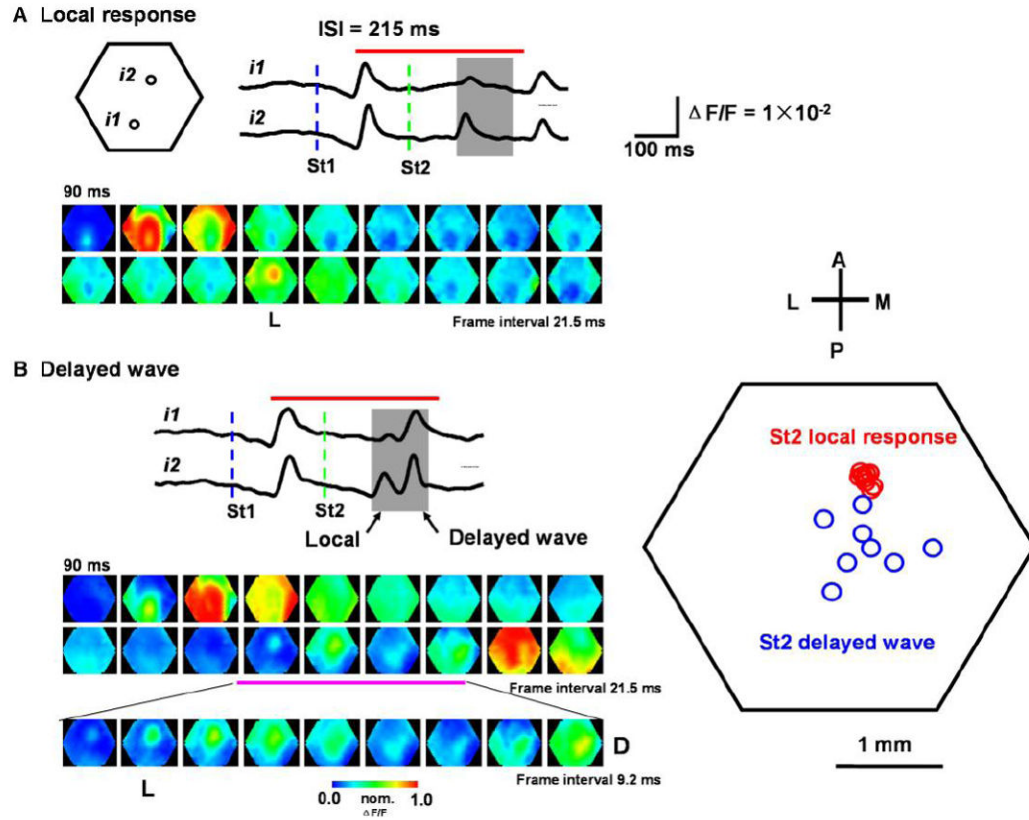 A Local response
ISI = 215 ms
i1
i2
i2
i1
St1
St2
Δ F/F = 1×10⁻²
100 ms
90 ms
L
Frame interval 21.5 ms
A
L
M
P
B Delayed wave
i1
i2
St1
St2
Local
Delayed wave
90 ms
Frame interval 21.5 ms
D
L
Frame interval 9.2 ms
0.0
nom.
1.0
Δ F/F
St2 local response
St2 delayed wave
1 mm